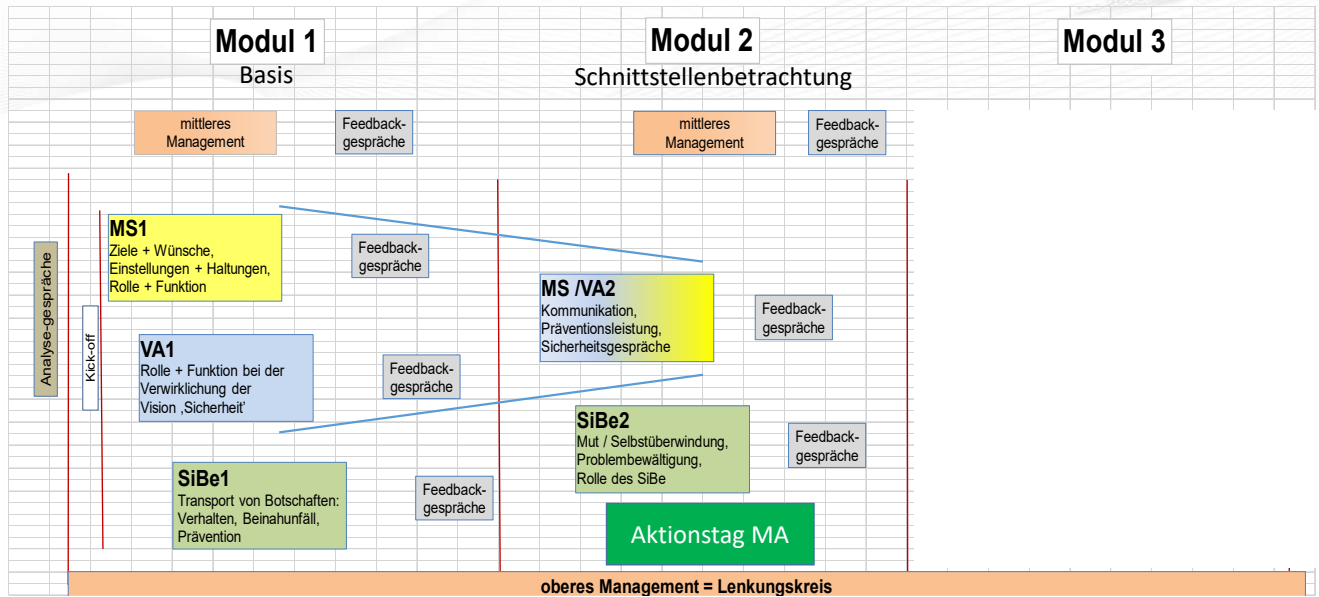 Modul 1
Basis
Modul 2
Schnittstellenbetrachtung
Modul 3
mittleres
Management
Feedback-
gespräche
mittleres
Management
Feedback-
gespräche
Analyse-gespräche
Kick-off
MS1
Ziele + Wünsche,
Einstellungen + Haltungen,
Rolle + Funktion
Feedback-
gespräche
VA1
Rolle + Funktion bei der
Verwirklichung der
Vision ‚Sicherheit'
Feedback-
gespräche
SiBe1
Transport von Botschaften:
Verhalten, Beinahunfäll,
Prävention
Feedback-
gespräche
MS /VA2
Kommunikation,
Präventionsleistung,
Sicherheitsgespräche
Feedback-
gespräche
SiBe2
Mut / Selbstüberwindung,
Problembewältigung,
Rolle des SiBe
Feedback-
gespräche
Aktionstag MA
oberes Management = Lenkungskreis